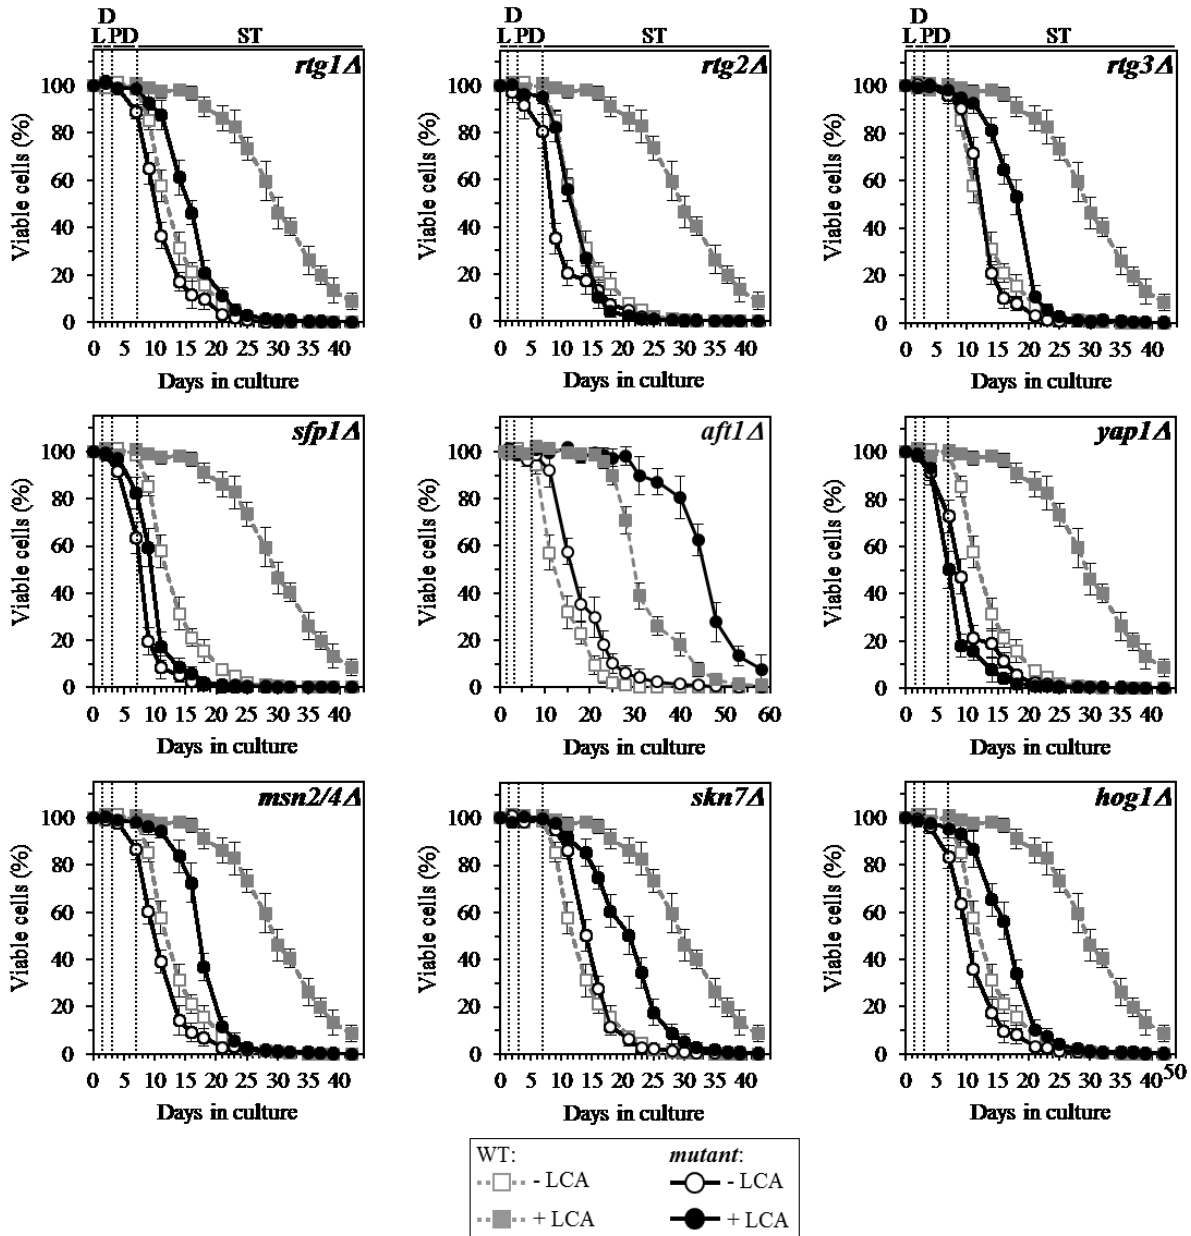 D
L PD ST
D
L PD ST
D
L PD ST
rtg1Δ
100
80
60
40
20
0
Viable cells (%)
0 5 10 15 20 25 30 35 40
Days in culture
rtg2Δ
100
80
60
40
20
0
Viable cells (%)
0 5 10 15 20 25 30 35 40
Days in culture
rtg3Δ
100
80
60
40
20
0
Viable cells (%)
0 5 10 15 20 25 30 35 40
Days in culture
sfp1Δ
100
80
60
40
20
0
Viable cells (%)
0 5 10 15 20 25 30 35 40
Days in culture
aft1Δ
100
80
60
40
20
0
Viable cells (%)
0 10 20 30 40 50 60
Days in culture
yap1Δ
100
80
60
40
20
0
Viable cells (%)
0 5 10 15 20 25 30 35 40
Days in culture
msn2/4Δ
100
80
60
40
20
0
Viable cells (%)
0 5 10 15 20 25 30 35 40
Days in culture
skn7Δ
100
80
60
40
20
0
Viable cells (%)
0 5 10 15 20 25 30 35 40
Days in culture
hog1Δ
100
80
60
40
20
0
Viable cells (%)
0 5 10 15 20 25 30 35 40 50
Days in culture
WT: mutant:
- LCA - LCA
+ LCA + LCA